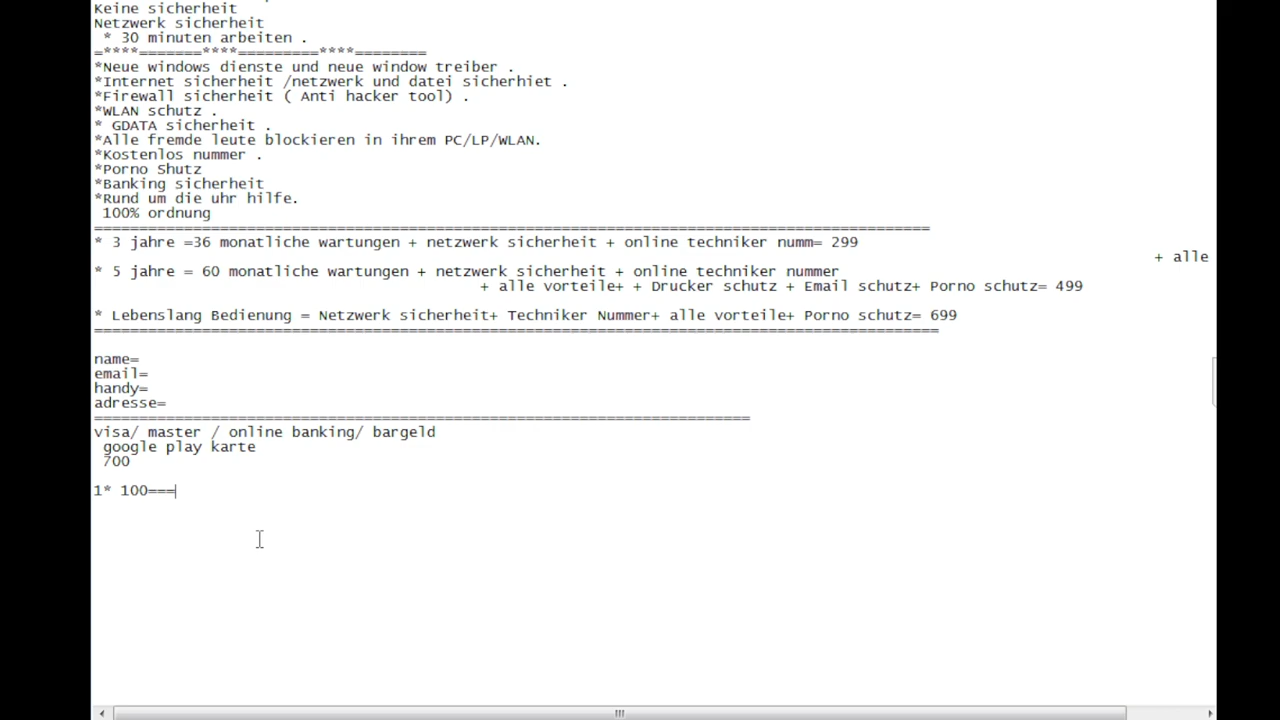 Keine sicherheit
Netzwerk sicherheit
* 30 minuten arbeiten .
=****=======****=========****========
*Neue windows dienste und neue window treiber .
*Internet sicherheit /netzwerk und datei sicherhiet .
*Firewall sicherheit ( Anti hacker tool) .
*WLAN schutz .
* GDATA sicherheit .
*Alle fremde leute blockieren in ihrem PC/LP/WLAN.
*Kostenlos nummer .
*Porno Shutz
*Banking sicherheit
*Rund um die uhr hilfe.
100% ordnung
=============================================================================================
* 3 jahre =36 monatliche wartungen + netzwerk sicherheit + online techniker numm= 299
+ alle
* 5 jahre = 60 monatliche wartungen + netzwerk sicherheit + online techniker nummer
+ alle vorteile+ + Drucker schutz + Email schutz+ Porno schutz= 499
* Lebenslang Bedienung = Netzwerk sicherheit+ Techniker Nummer+ alle vorteile+ Porno schutz= 699
==============================================================================================
name=
email=
handy=
adresse=
=========================================================================
visa/ master / online banking/ bargeld
google play karte
700
1* 100===